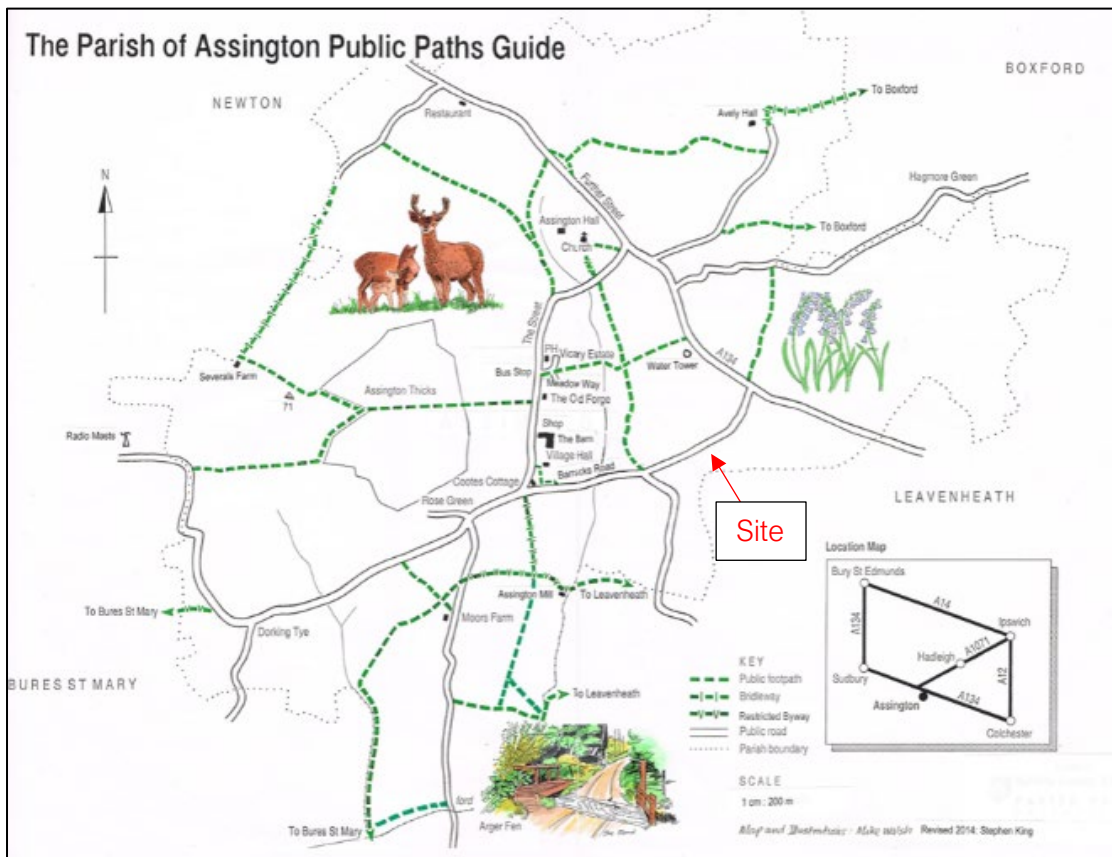 The Parish of Assington Public Paths Guide
BOXFORD
NEWTON
To Boxford
Restaurant
Avely Hall
Hagmore Green
N
Further Street
Assington Hall
Church
To Boxford
The Street
PH
Vicary Estate
A134
Bus Stop
Water Tower
Severals Farm
Meadow Way
Assington Thicks
The Old Forge
71
Shop
The Barn
Radio Masts
Village Hall
Barracks Road
Cootes Cottage
Rose Green
LEAVENHEATH
Site
Location Map
Bury St Edmunds
A14
Ipswich
A134
A1071
Hadleigh
A12
Sudbury
A134
Assington
Colchester
Assington Mill
To Leavenheath
To Bures St Mary
Moors Farm
Dorking Tye
BURES ST MARY
To Leavenheath
KEY
Public footpath
Bridleway
Restricted Byway
Public road
Parish boundary
SCALE
1 cm : 200 m
ford
To Bures St Mary
Arger Fen
Map and Illustrations : Mike Walsh Revised 2014: Stephen King